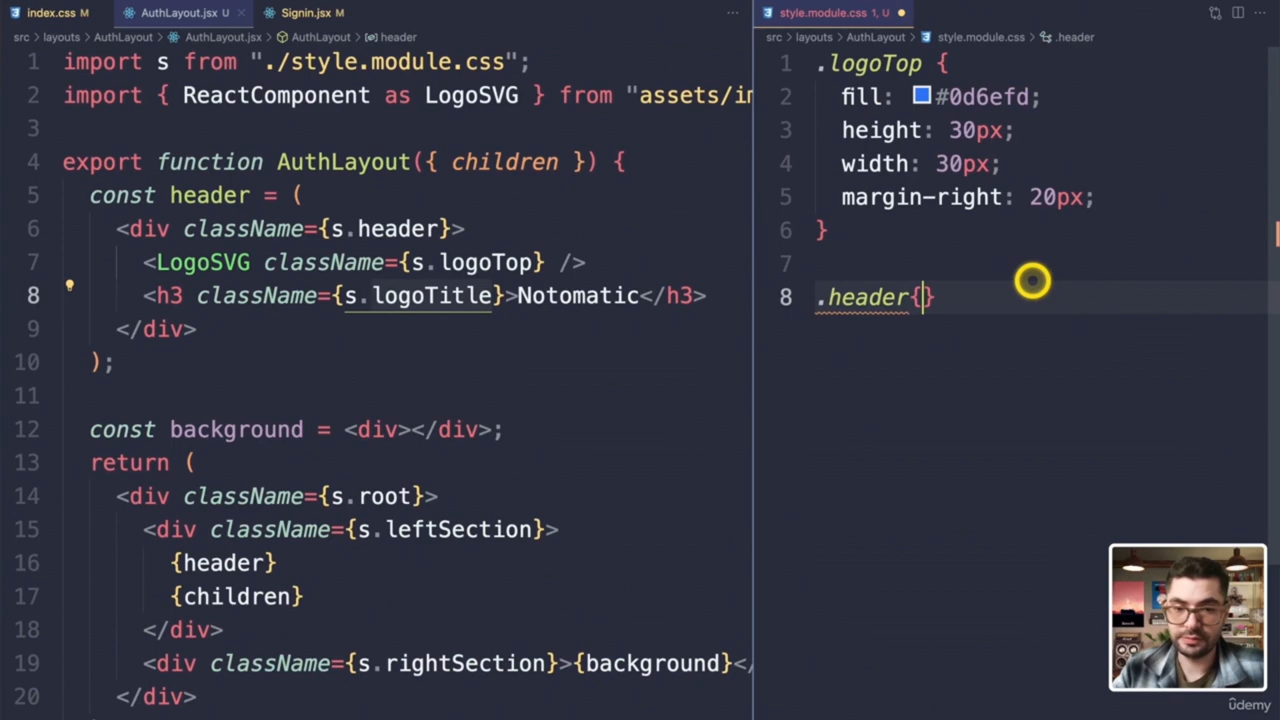 index.css M
AuthLayout.jsx U
Signin.jsx M
src > layouts > AuthLayout > AuthLayout.jsx > AuthLayout > header
1 import s from "./style.module.css";
2 import { ReactComponent as LogoSVG } from "assets/im
3
4 export function AuthLayout({ children }) {
5 const header = (
6 <div className={s.header}>
7 <LogoSVG className={s.logoTop} />
8 <h3 className={s.logoTitle}>Notomatic</h3>
9 </div>
10 );
11
12 const background = <div></div>;
13 return (
14 <div className={s.root}>
15 <div className={s.leftSection}>
16 {header}
17 {children}
18 </div>
19 <div className={s.rightSection}>{background}</
20 </div>
style.module.css 1, U
src > layouts > AuthLayout > style.module.css > .header
1 .logoTop {
2 fill: #0d6efd;
3 height: 30px;
4 width: 30px;
5 margin-right: 20px;
6 }
7
8 .header{}
ûdemy